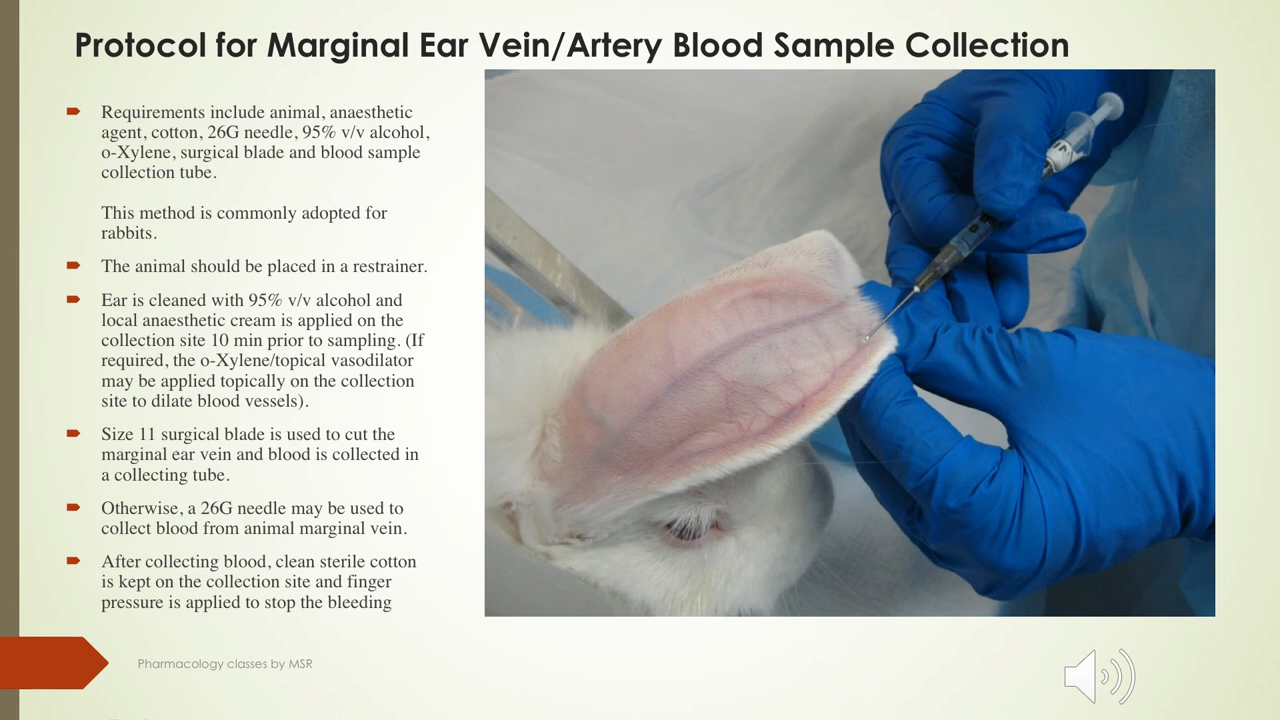 Protocol for Marginal Ear Vein/Artery Blood Sample Collection
Requirements include animal, anaesthetic
agent, cotton, 26G needle, 95% v/v alcohol,
o-Xylene, surgical blade and blood sample
collection tube.
This method is commonly adopted for
rabbits.
The animal should be placed in a restrainer.
Ear is cleaned with 95% v/v alcohol and
local anaesthetic cream is applied on the
collection site 10 min prior to sampling. (If
required, the o-Xylene/topical vasodilator
may be applied topically on the collection
site to dilate blood vessels).
Size 11 surgical blade is used to cut the
marginal ear vein and blood is collected in
a collecting tube.
Otherwise, a 26G needle may be used to
collect blood from animal marginal vein.
After collecting blood, clean sterile cotton
is kept on the collection site and finger
pressure is applied to stop the bleeding
Pharmacology classes by MSR